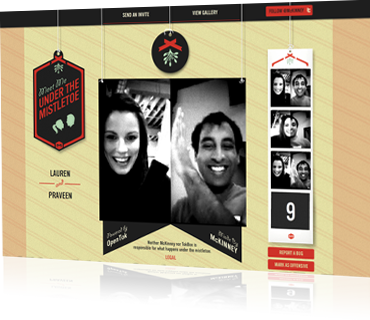 SEND AN INVITE
VIEW GALLERY
FOLLOW @MCKINNEY
Meet Me
UNDER THE
MISTLETOE
LAUREN
and
PRAVEEN
Powered by
OpenTok
Made By
McKINNEY
Neither McKinney nor TokBox is
responsible for what happens under the mistletoe.
LEGAL
9
REPORT A BUG
MARK AS OFFENSIVE